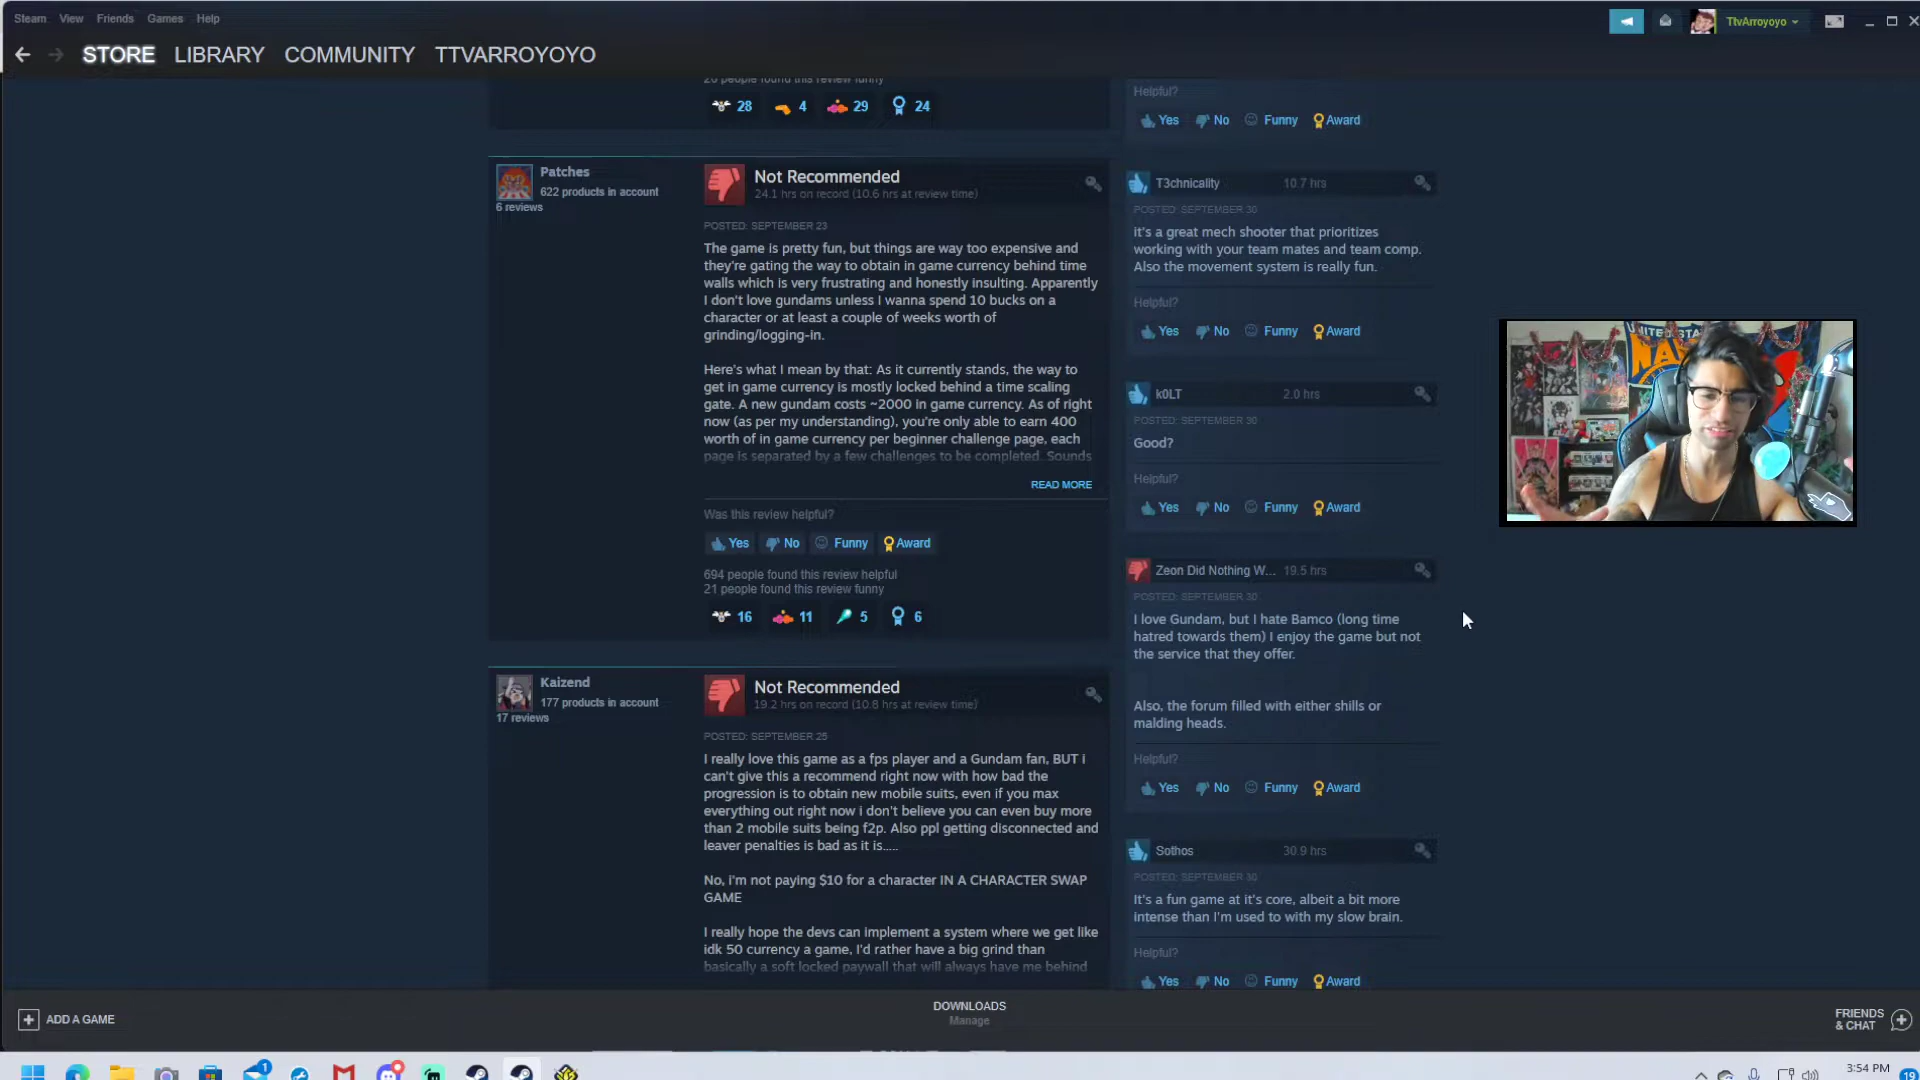 Steam View Friends Games Help
TtvArroyoyo
STORE LIBRARY COMMUNITY TTVARROYOYO
20 people found this review funny
28 4 29 24
Patches
622 products in account
6 reviews
Not Recommended
24.1 hrs on record (10.6 hrs at review time)
POSTED: SEPTEMBER 23
The game is pretty fun, but things are way too expensive and
they're gating the way to obtain in game currency behind time
walls which is very frustrating and honestly insulting. Apparently
I don't love gundams unless I wanna spend 10 bucks on a
character or at least a couple of weeks worth of
grinding/logging-in.
Here's what I mean by that: As it currently stands, the way to
get in game currency is mostly locked behind a time scaling
gate. A new gundam costs ~2000 in game currency. As of right
now (as per my understanding), you're only able to earn 400
worth of in game currency per beginner challenge page, each
page is separated by a few challenges to be completed. Sounds
READ MORE
Was this review helpful?
Yes No Funny Award
694 people found this review helpful
21 people found this review funny
16 11 5 6
Kaizend
177 products in account
17 reviews
Not Recommended
19.2 hrs on record (10.8 hrs at review time)
POSTED: SEPTEMBER 25
I really love this game as a fps player and a Gundam fan, BUT i
can't give this a recommend right now with how bad the
progression is to obtain new mobile suits, even if you max
everything out right now i don't believe you can even buy more
than 2 mobile suits being f2p. Also ppl getting disconnected and
leaver penalties is bad as it is.....
No, i'm not paying $10 for a character IN A CHARACTER SWAP
GAME
I really hope the devs can implement a system where we get like
idk 50 currency a game, I'd rather have a big grind than
basically a soft locked paywall that will always have me behind
Helpful?
Yes No Funny Award
T3chnicality 10.7 hrs
POSTED: SEPTEMBER 30
it's a great mech shooter that prioritizes
working with your team mates and team comp.
Also the movement system is really fun.
Helpful?
Yes No Funny Award
k0LT 2.0 hrs
POSTED: SEPTEMBER 30
Good?
Helpful?
Yes No Funny Award
Zeon Did Nothing W... 19.5 hrs
POSTED: SEPTEMBER 30
I love Gundam, but I hate Bamco (long time
hatred towards them) I enjoy the game but not
the service that they offer.
Also, the forum filled with either shills or
malding heads.
Helpful?
Yes No Funny Award
Sothos 30.9 hrs
POSTED: SEPTEMBER 30
It's a fun game at it's core, albeit a bit more
intense than I'm used to with my slow brain.
Helpful?
Yes No Funny Award
UNITED STA
NA
ADD A GAME
DOWNLOADS
Manage
FRIENDS
& CHAT
1
3:54 PM
19